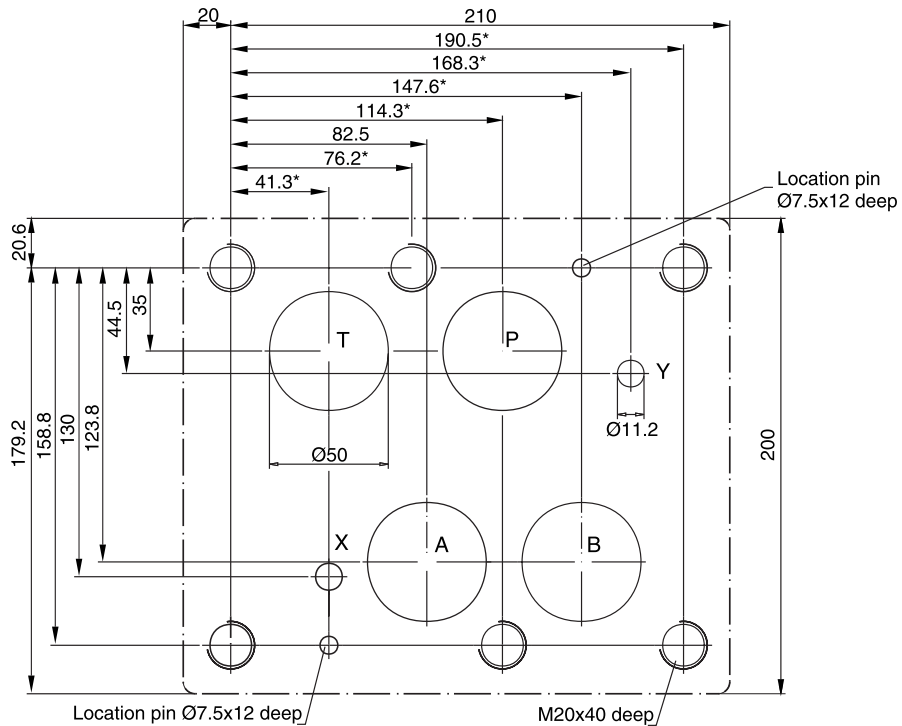 20
210
190.5*
168.3*
147.6*
114.3*
82.5
76.2*
41.3*
Location pin
Ø7.5x12 deep
20.6
35
44.5
T
P
Y
Ø11.2
Ø50
179.2
158.8
130
123.8
200
X
A
B
Location pin Ø7.5x12 deep
M20x40 deep